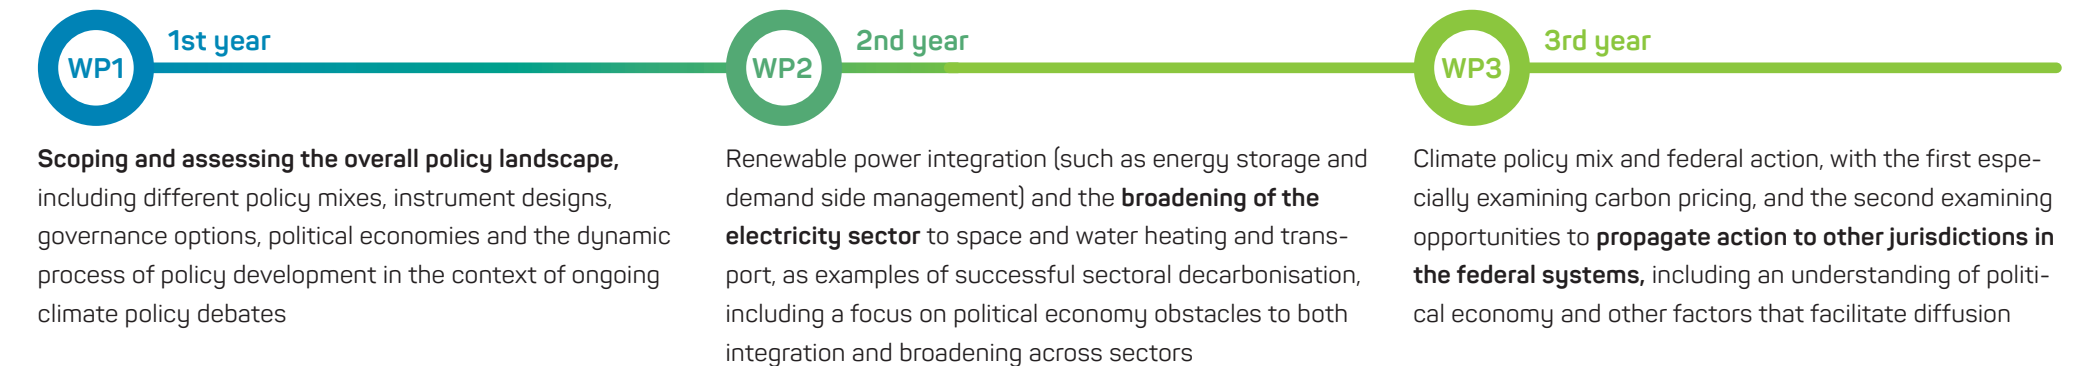 WP1
1st year
Scoping and assessing the overall policy landscape,
including different policy mixes, instrument designs,
governance options, political economies and the dynamic
process of policy development in the context of ongoing
climate policy debates
WP2
2nd year
Renewable power integration (such as energy storage and
demand side management) and the broadening of the
electricity sector to space and water heating and trans-
port, as examples of successful sectoral decarbonisation,
including a focus on political economy obstacles to both
integration and broadening across sectors
WP3
3rd year
Climate policy mix and federal action, with the first espe-
cially examining carbon pricing, and the second examining
opportunities to propagate action to other jurisdictions in
the federal systems, including an understanding of politi-
cal economy and other factors that facilitate diffusion